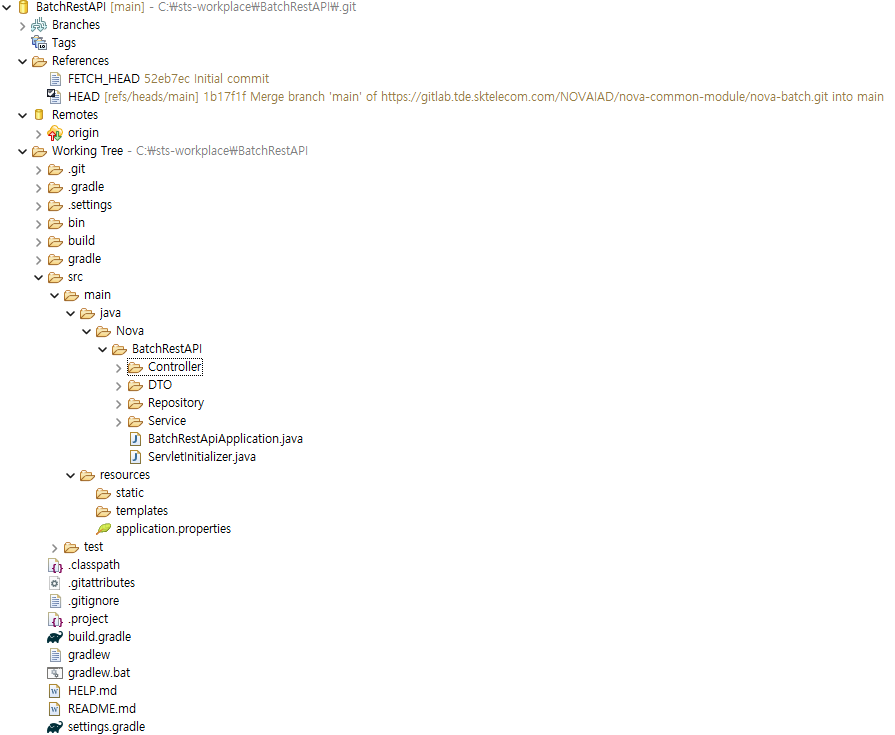 BatchRestAPI [main] - C:₩sts-workplace₩BatchRestAPI₩.git
Branches
Tags
References
FETCH_HEAD 52eb7ec Initial commit
HEAD [refs/heads/main] 1b17f1f Merge branch 'main' of https://gitlab.tde.sktelecom.com/NOVAIAD/nova-common-module/nova-batch.git into main
Remotes
origin
Working Tree - C:₩sts-workplace₩BatchRestAPI
.git
.gradle
.settings
bin
build
gradle
src
main
java
Nova
BatchRestAPI
Controller
DTO
Repository
Service
BatchRestApiApplication.java
ServletInitializer.java
resources
static
templates
application.properties
test
.classpath
.gitattributes
.gitignore
.project
build.gradle
gradlew
gradlew.bat
HELP.md
README.md
settings.gradle